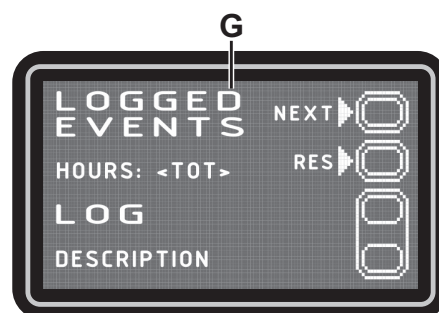 G
LOGGED
EVENTS
NEXT
HOURS: <TOT>
RES
LOG
DESCRIPTION